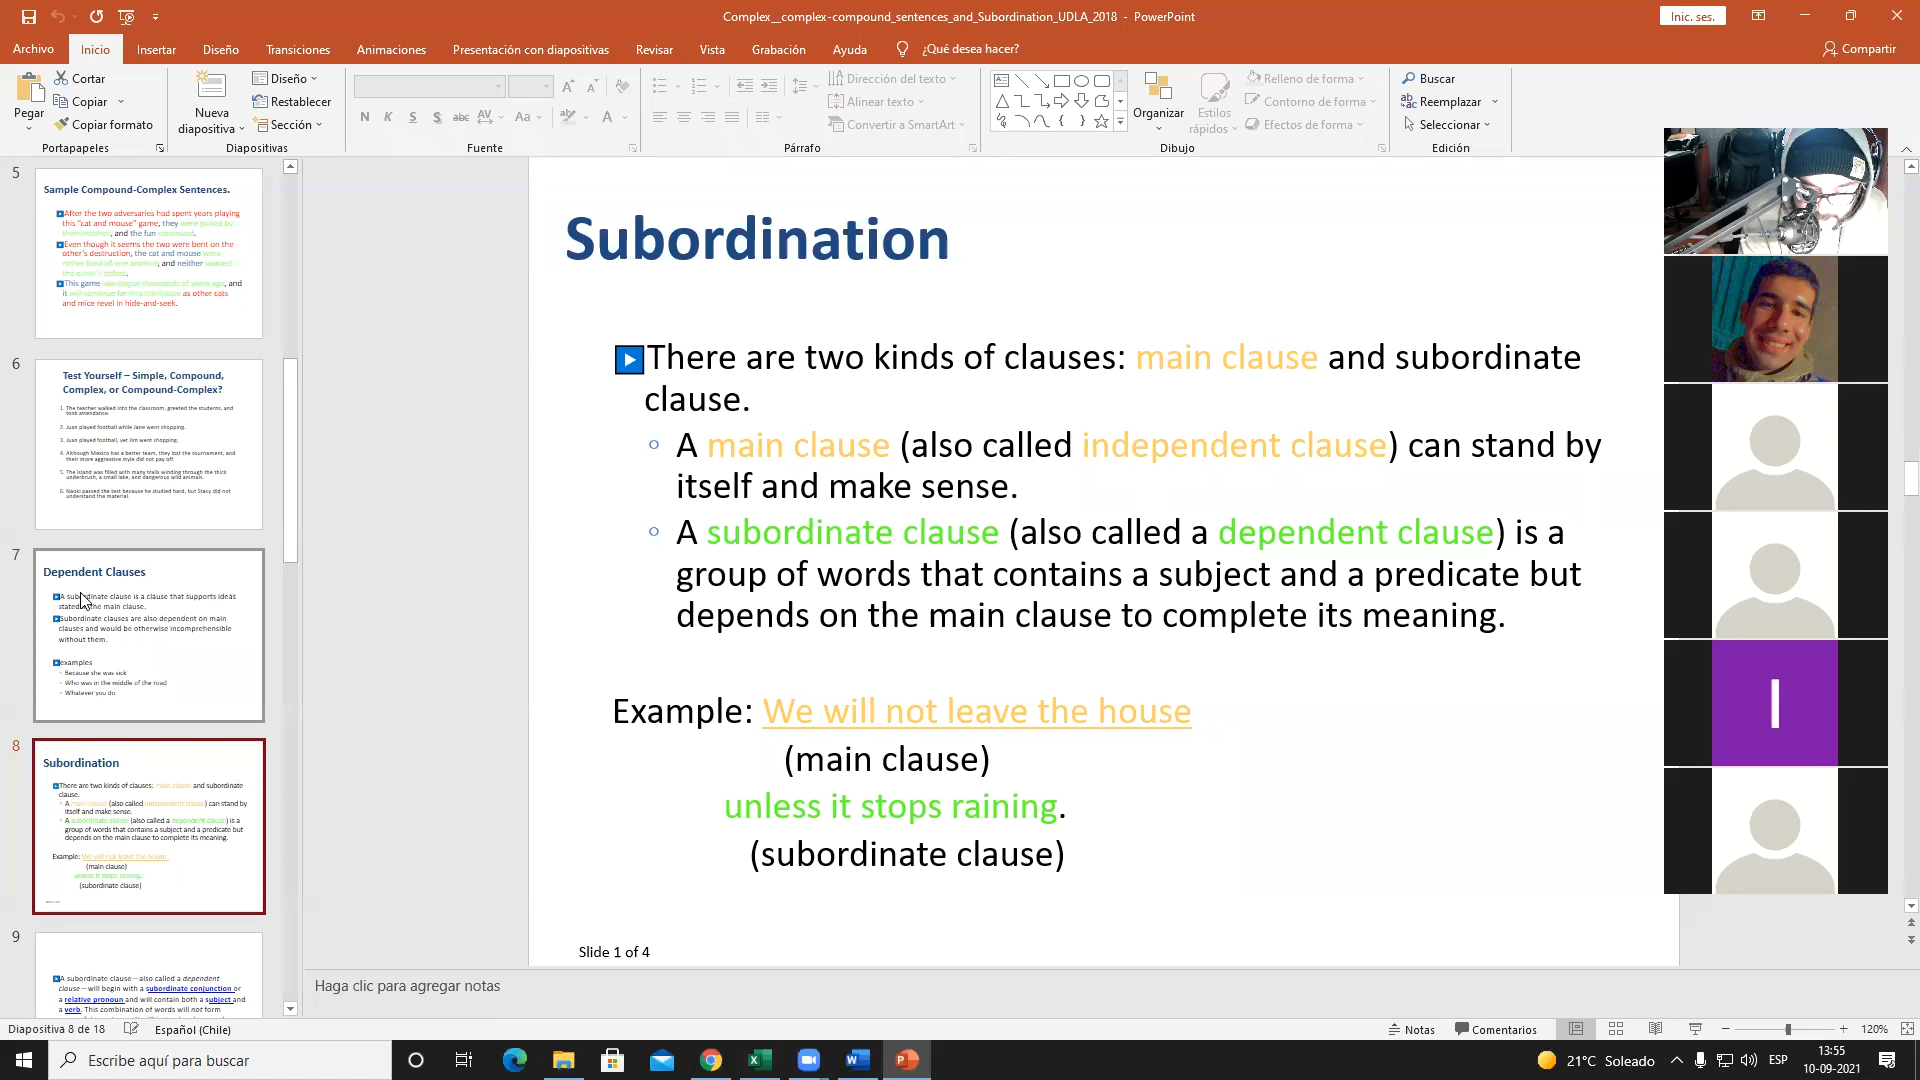 Complex__complex-compound_sentences_and_Subordination_UDLA_2018 - PowerPoint
Inic. ses.
Archivo
Inicio
Insertar
Diseño
Transiciones
Animaciones
Presentación con diapositivas
Revisar
Vista
Grabación
Ayuda
¿Qué desea hacer?
Compartir
Pegar
Cortar
Copiar
Copiar formato
Portapapeles
Nueva
diapositiva
Diseño
Restablecer
Sección
Diapositivas
N K S S abc AV Aa A
Fuente
Dirección del texto
Alinear texto
Convertir a SmartArt
Párrafo
Organizar
Estilos
rápidos
Relleno de forma
Contorno de forma
Efectos de forma
Dibujo
Buscar
Reemplazar
Seleccionar
Edición
5
Sample Compound-Complex Sentences.
After the two adversaries had spent years playing
this "cat and mouse" game, they were joined by
their children, and the fun continued.
Even though it seems the two were bent on the
other's destruction, the cat and mouse were
rather fond of one another, and neither wanted
the other's defeat.
This game was begun thousands of years ago, and
it will continue far into the future as other cats
and mice revel in hide-and-seek.
6
Test Yourself – Simple, Compound,
Complex, or Compound-Complex?
1. The teacher walked into the classroom, greeted the students, and
took attendance.
2. Juan played football while Jane went shopping.
3. Juan played football, yet Jim went shopping.
4. Although Mexico has a better team, they lost the tournament, and
their more aggressive style did not pay off.
5. The island was filled with many trails winding through the thick
underbrush, a small lake, and dangerous wild animals.
6. Naoki passed the test because he studied hard, but Stacy did not
understand the material.
7
Dependent Clauses
A subordinate clause is a clause that supports ideas
stated in the main clause.
Subordinate clauses are also dependent on main
clauses and would be otherwise incomprehensible
without them.
examples
– Because she was sick
– Who was in the middle of the road
– Whatever you do
8
Subordination
There are two kinds of clauses: main clause and subordinate
clause.
A main clause (also called independent clause) can stand by
itself and make sense.
A subordinate clause (also called a dependent clause) is a
group of words that contains a subject and a predicate but
depends on the main clause to complete its meaning.
Example: We will not leave the house
(main clause)
unless it stops raining.
(subordinate clause)
9
A subordinate clause—also called a dependent
clause—will begin with a subordinate conjunction or
a relative pronoun and will contain both a subject and
a verb. This combination of words will not form
Subordination
There are two kinds of clauses: main clause and subordinate
clause.
A main clause (also called independent clause) can stand by
itself and make sense.
A subordinate clause (also called a dependent clause) is a
group of words that contains a subject and a predicate but
depends on the main clause to complete its meaning.
Example: We will not leave the house
(main clause)
unless it stops raining.
(subordinate clause)
Slide 1 of 4
I
Haga clic para agregar notas
Diapositiva 8 de 18
Español (Chile)
Notas
Comentarios
120%
Escribe aquí para buscar
21°C Soleado
ESP
13:55
10-09-2021